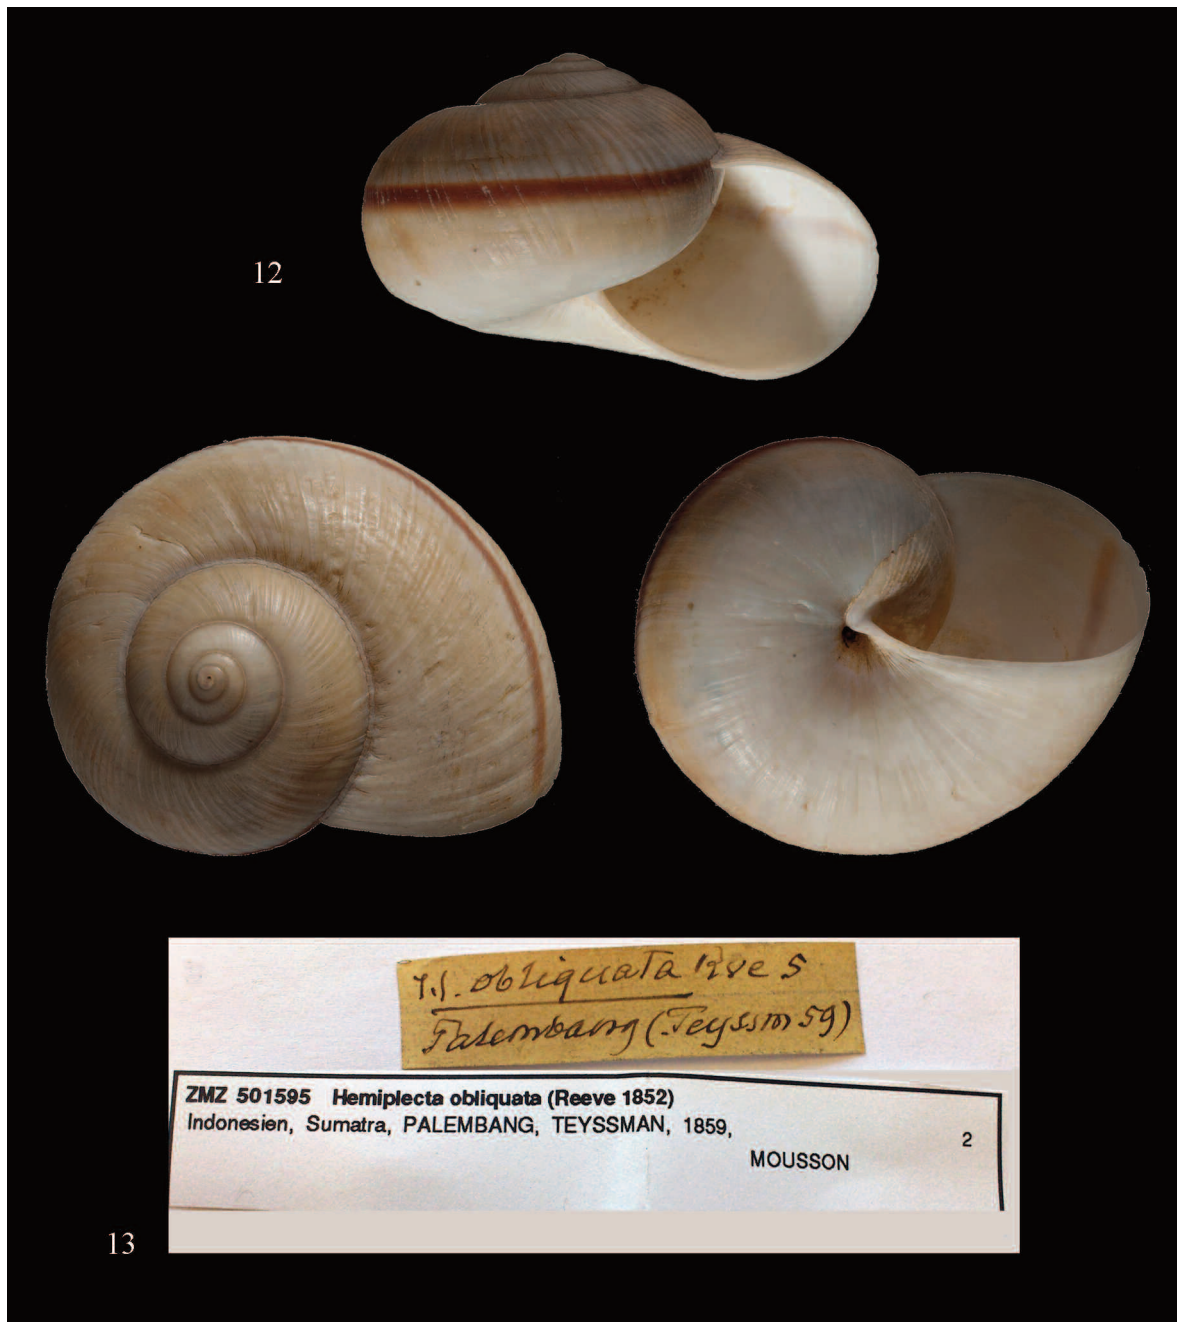 12
obliquata Rve 5
Palembang (Teyssm 59)
ZMZ 501595 Hemiplecta obliquata (Reeve 1852)
Indonesien, Sumatra, PALEMBANG, TEYSSMAN, 1859,
2
MOUSSON
13